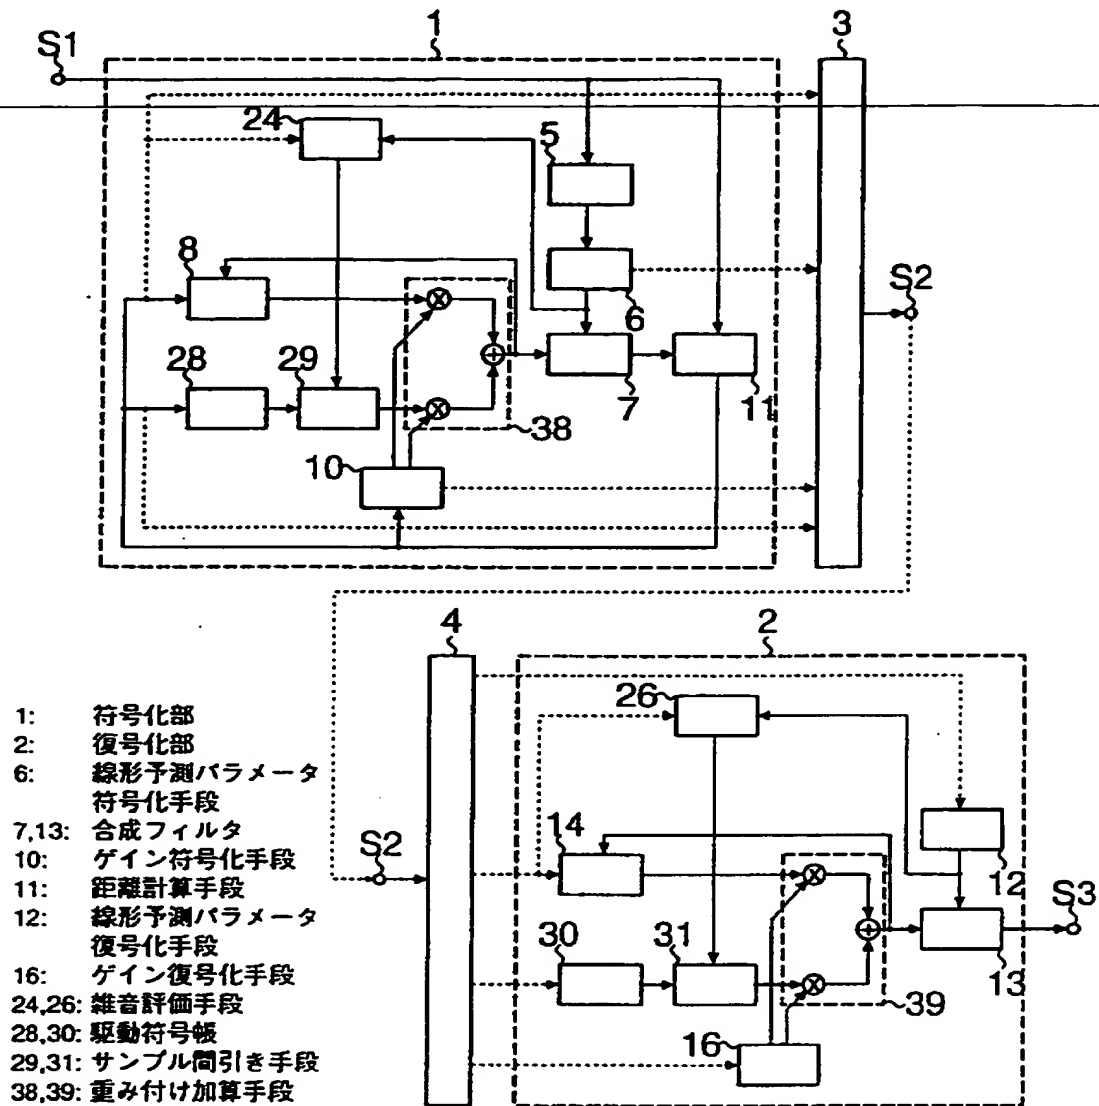 S1
1
3
24
5
8
6
S2
28
29
7
11
38
10
4
2
26
14
12
S2
S3
30
31
13
39
16
1: 符号化部
2: 復号化部
6: 線形予測パラメータ
符号化手段
7,13: 合成フィルタ
10: ゲイン符号化手段
11: 距離計算手段
12: 線形予測パラメータ
復号化手段
16: ゲイン復号化手段
24,26: 雑音評価手段
28,30: 駆動符号帳
29,31: サンプル間引き手段
38,39: 重み付け加算手段